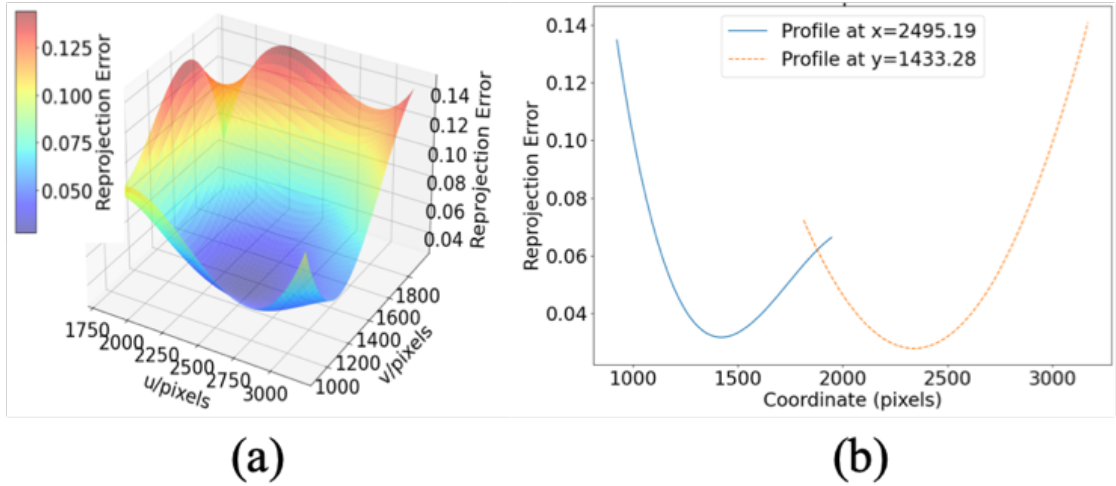 0.125
0.100
0.075
0.050
Reprojection Error
0.14
0.12
0.10
0.08
0.06
0.04
Reprojection Error
1750
2000
2250
2500
2750
3000
u/pixels
1000
1200
1400
1600
1800
v/pixels
(a)
0.14
0.12
0.10
0.08
0.06
0.04
Reprojection Error
Profile at x=2495.19
Profile at y=1433.28
1000 1500 2000 2500 3000
Coordinate (pixels)
(b)